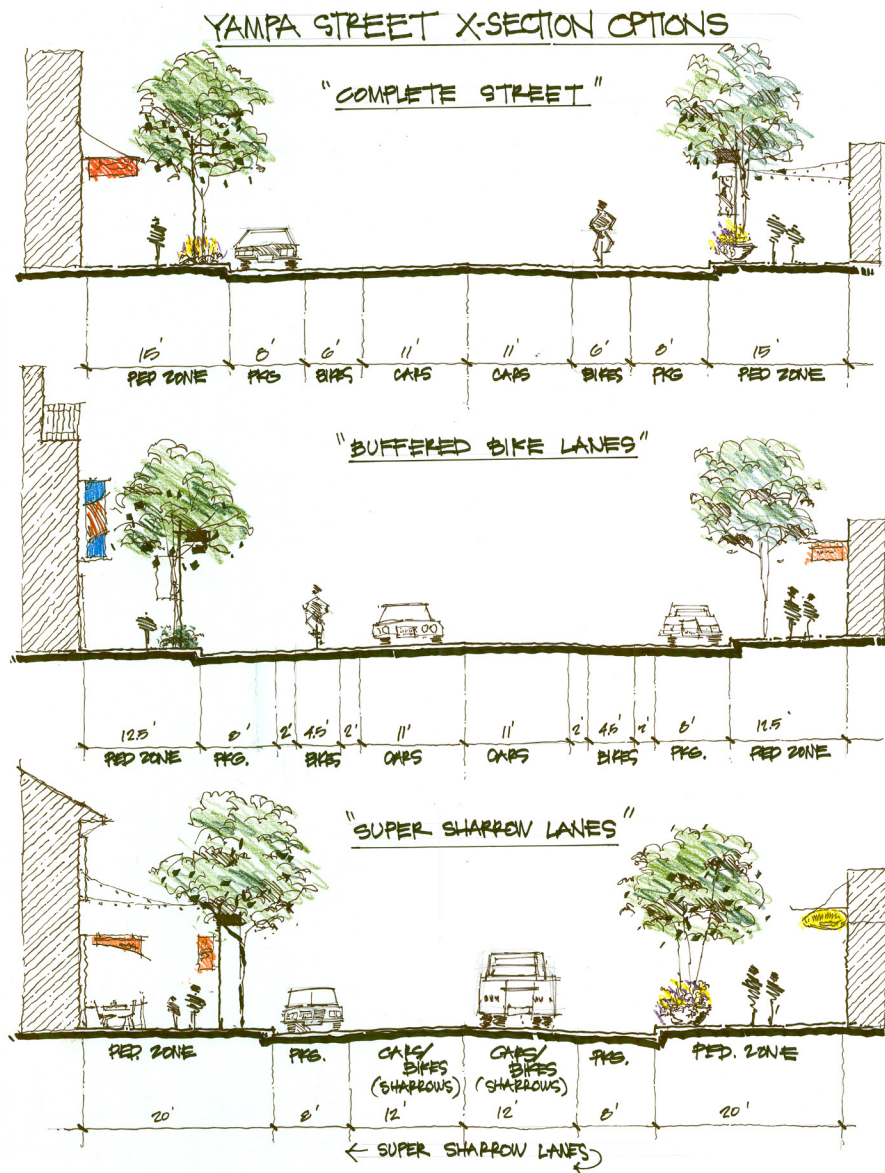 YAMPA STREET X-SECTION OPTIONS
"COMPLETE STREET"
15' 8' 6' 11' 11' 6' 8' 15'
PED ZONE PKG BIKES CARS CARS BIKES PKG PED ZONE
"BUFFERED BIKE LANES"
12.5' 8' 2' 4.5' 2' 11' 11' 2' 4.5' 2' 8' 12.5'
PED ZONE PKG. BIKES CARS CARS BIKES PKG. PED ZONE
"SUPER SHARROW LANES"
PED. ZONE PKG. CARS/ BIKES (SHARROWS) CARS/ BIKES (SHARROWS) PKG. PED. ZONE
20' 8' 12' 12' 8' 20'
← SUPER SHARROW LANES